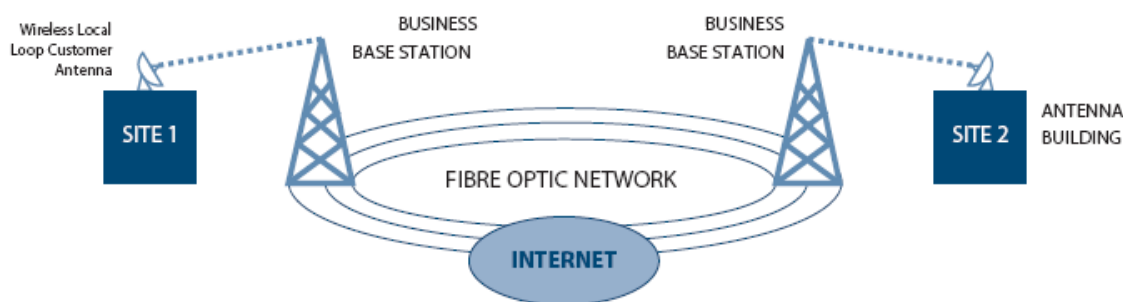 Wireless Local
Loop Customer
Antenna
BUSINESS
BASE STATION
BUSINESS
BASE STATION
SITE 1
SITE 2
ANTENNA
BUILDING
FIBRE OPTIC NETWORK
INTERNET